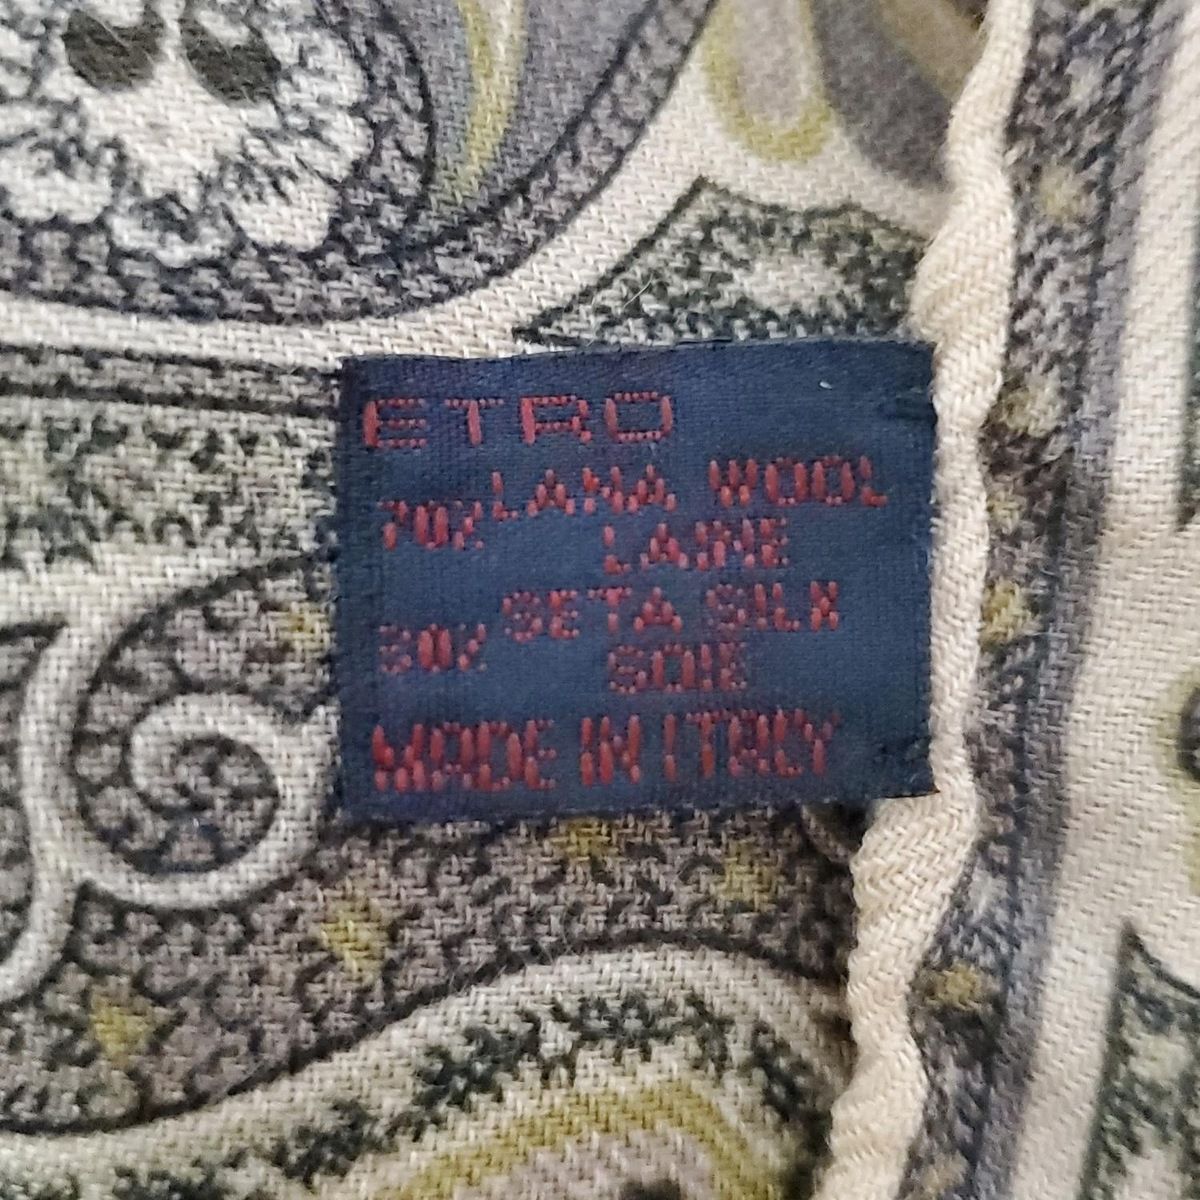 ETRO
70% LANA WOOL
LAINE
30% SETA SILK
SOIE
MADE IN ITALY